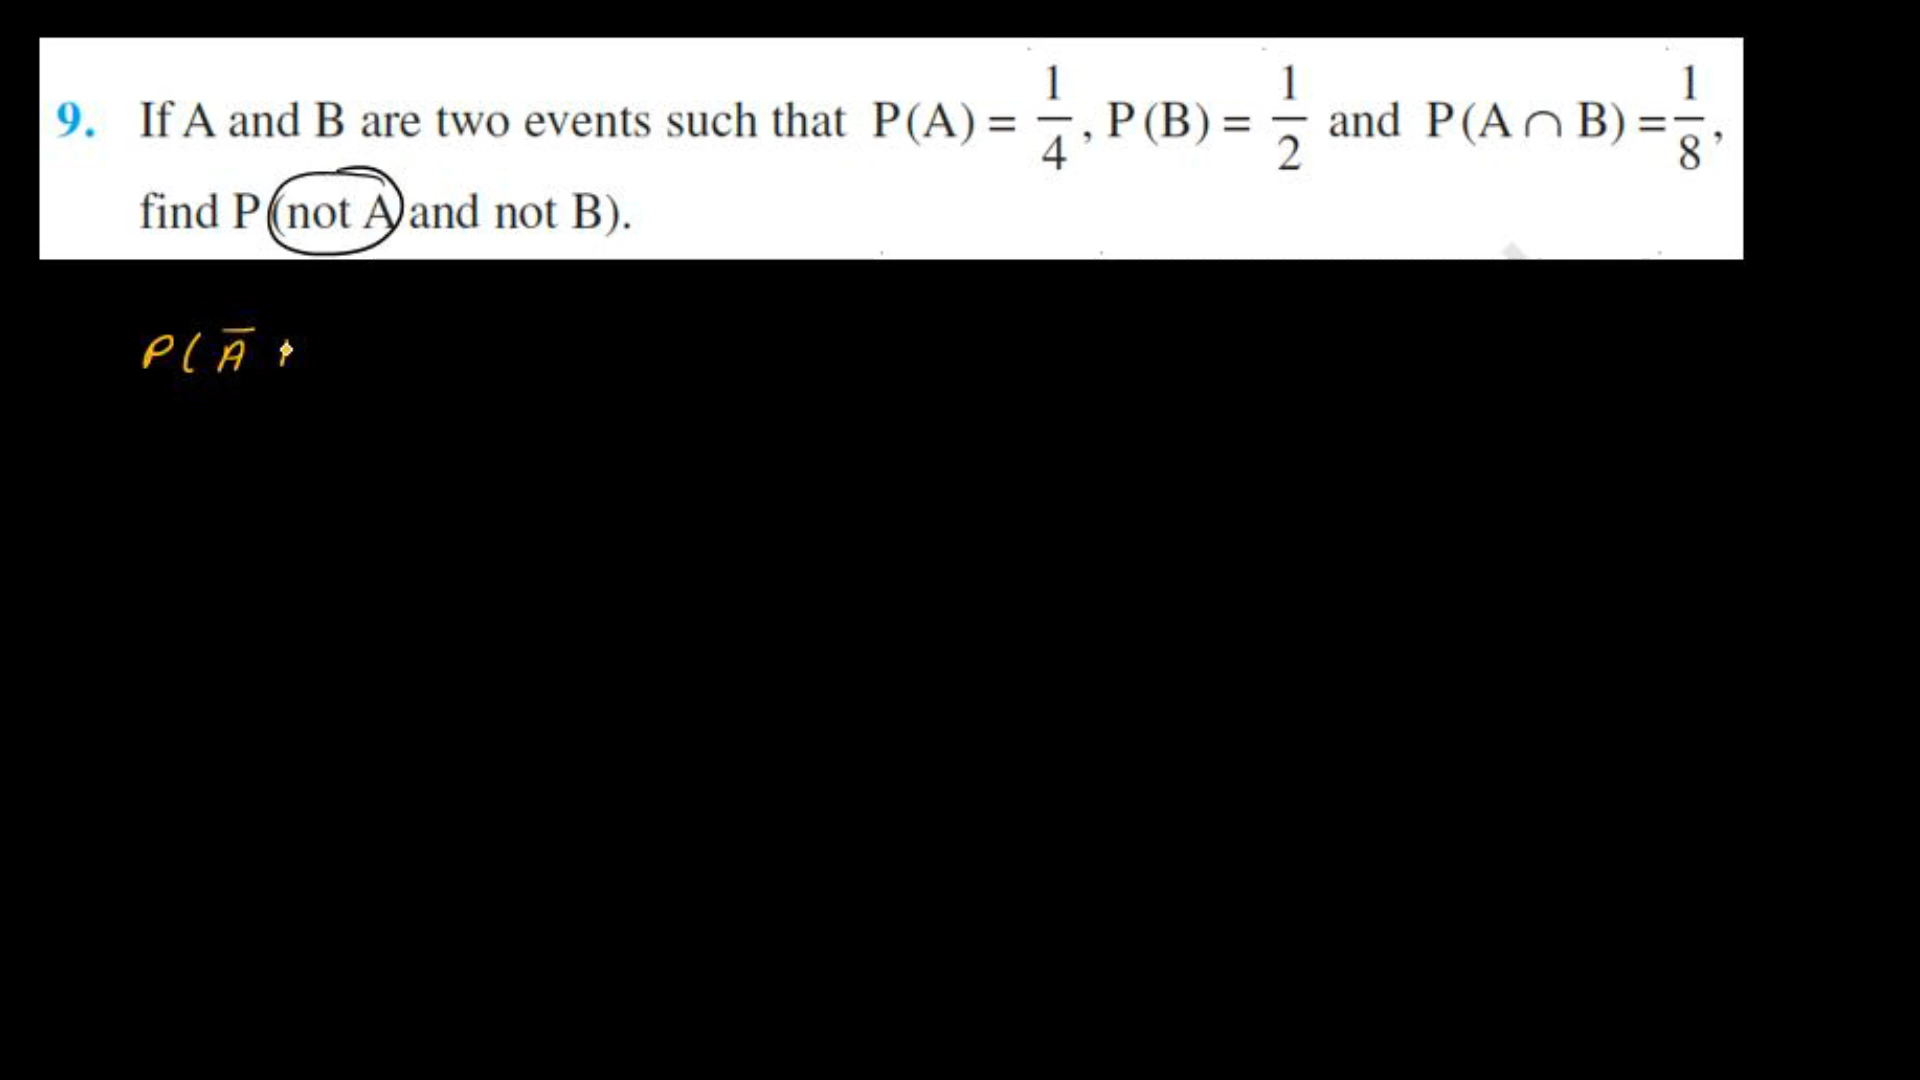 9. If A and B are two events such that P(A) = 1/4, P(B) = 1/2 and P(A ∩ B) = 1/8,
find P(not A and not B).
P( A̅